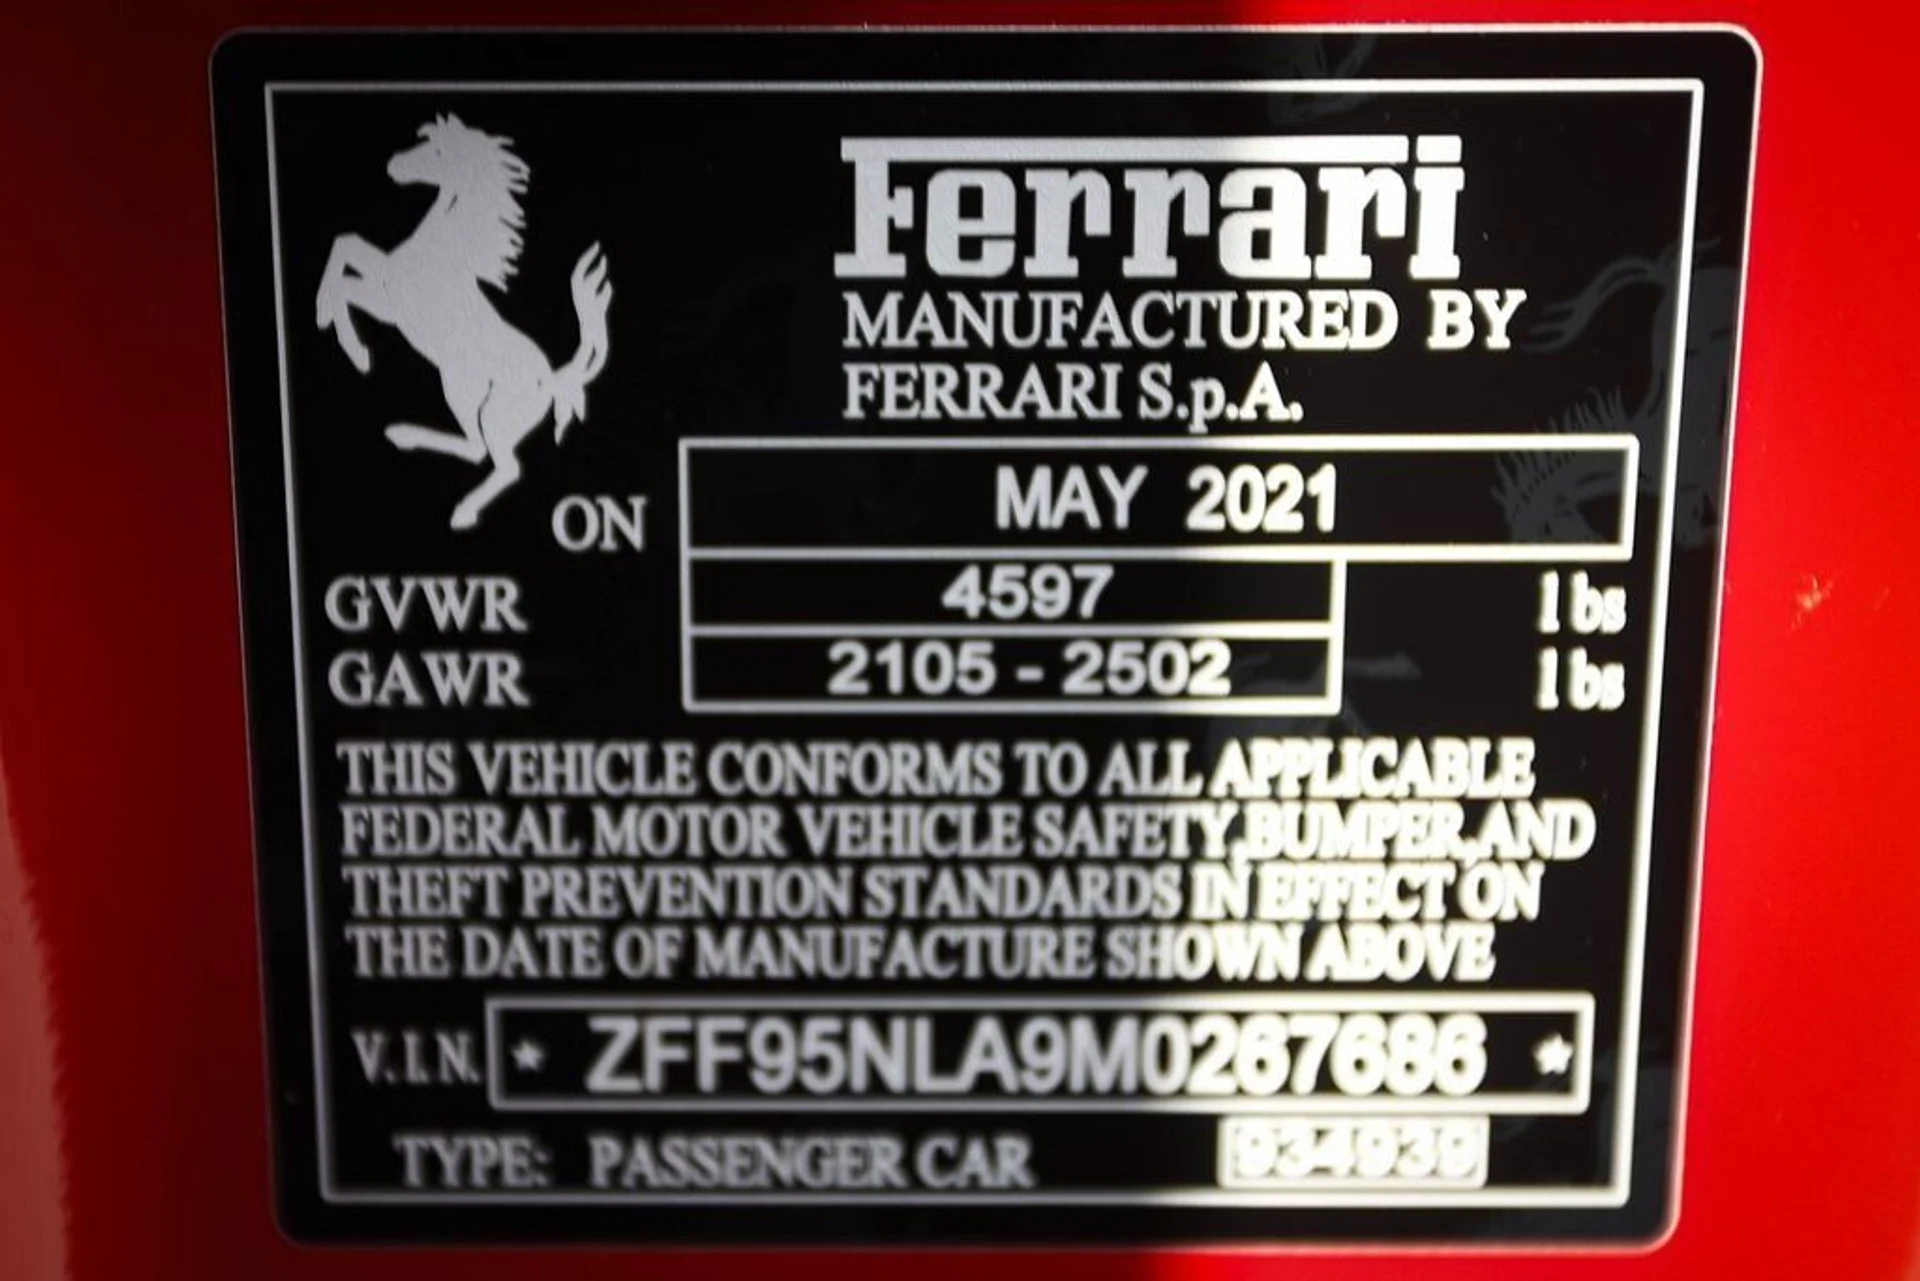 Ferrari
MANUFACTURED BY
FERRARI S.p.A.
ON MAY 2021
GVWR 4597 lbs
GAWR 2105 - 2502 lbs
THIS VEHICLE CONFORMS TO ALL APPLICABLE
FEDERAL MOTOR VEHICLE SAFETY,BUMPER,AND
THEFT PREVENTION STANDARDS IN EFFECT ON
THE DATE OF MANUFACTURE SHOWN ABOVE
V.I.N. * ZFF95NLA9M0267686 *
TYPE: PASSENGER CAR 934939